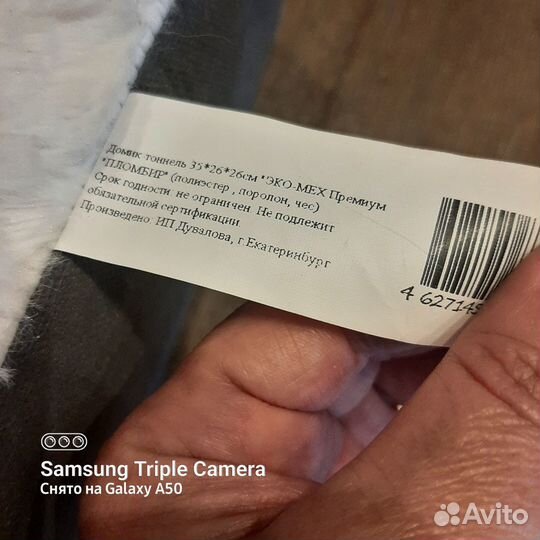 Домик-тоннель 35*26*26см "ЭКО-МЕХ Премиум
"ПЛОМБИР" (полиэстер , поролон, чес)
Срок годности: не ограничен. Не подлежит
обязательной сертификации.
Произведено: ИП Дувалова, г.Екатеринбург
4 62714
Samsung Triple Camera
Снято на Galaxy A50
Avito